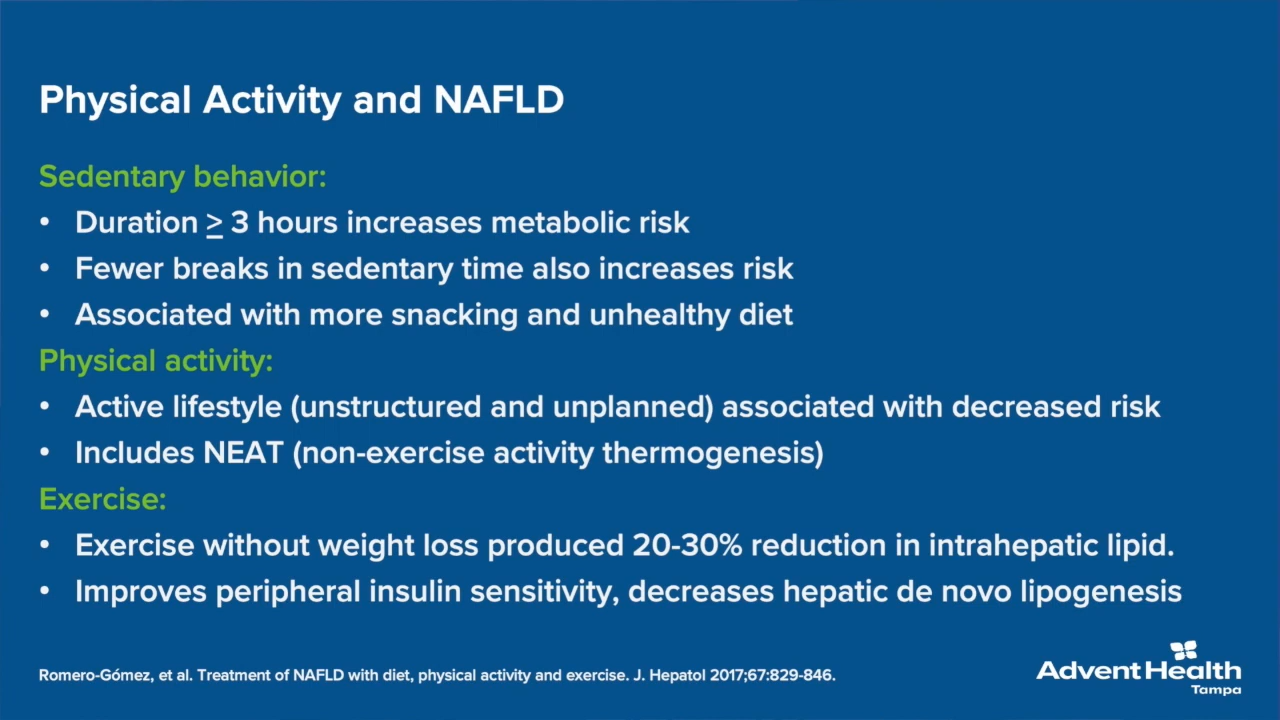 Physical Activity and NAFLD
Sedentary behavior:
• Duration ≥ 3 hours increases metabolic risk
• Fewer breaks in sedentary time also increases risk
• Associated with more snacking and unhealthy diet
Physical activity:
• Active lifestyle (unstructured and unplanned) associated with decreased risk
• Includes NEAT (non-exercise activity thermogenesis)
Exercise:
• Exercise without weight loss produced 20-30% reduction in intrahepatic lipid.
• Improves peripheral insulin sensitivity, decreases hepatic de novo lipogenesis
Romero-Gómez, et al. Treatment of NAFLD with diet, physical activity and exercise. J. Hepatol 2017;67:829-846.
AdventHealth
Tampa